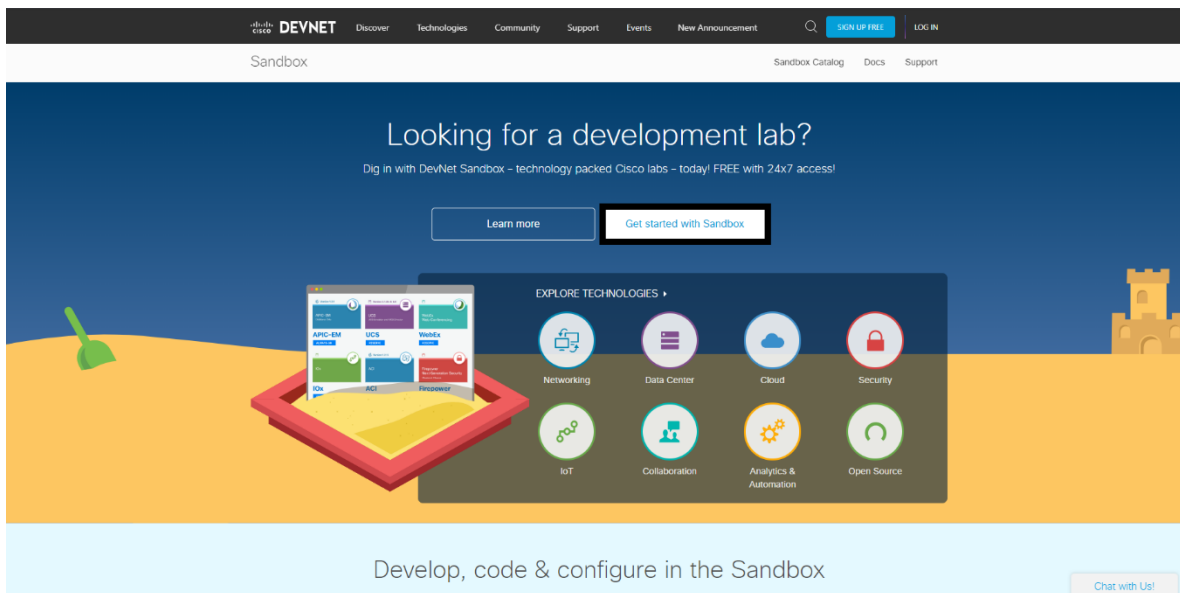 cisco DEVNET Discover Technologies Community Support Events New Announcement SIGN UP FREE LOG IN
Sandbox Sandbox Catalog Docs Support
Looking for a development lab?
Dig in with DevNet Sandbox – technology packed Cisco labs – today! FREE with 24x7 access!
Learn more Get started with Sandbox
EXPLORE TECHNOLOGIES
APIC-EM UCS WebEx
IOx ACI Firepower
Networking Data Center Cloud Security
IoT Collaboration Analytics & Automation Open Source
Develop, code & configure in the Sandbox
Chat with Us!